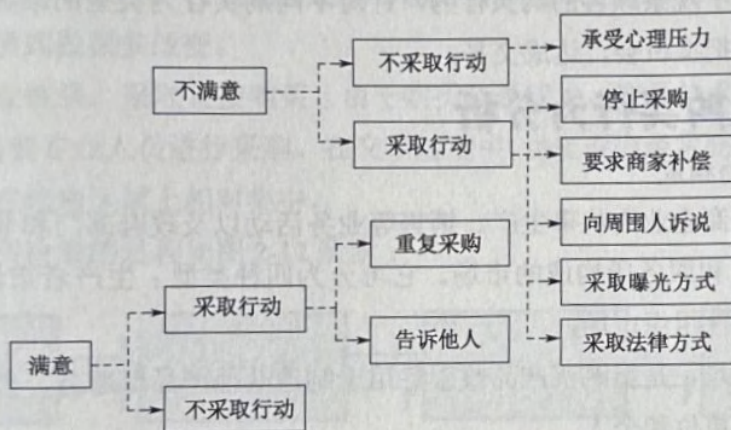 承受心理压力
不采取行动
不满意
停止采购
采取行动
要求商家补偿
向周围人诉说
重复采购
采取曝光方式
采取行动
告诉他人
采取法律方式
满意
不采取行动